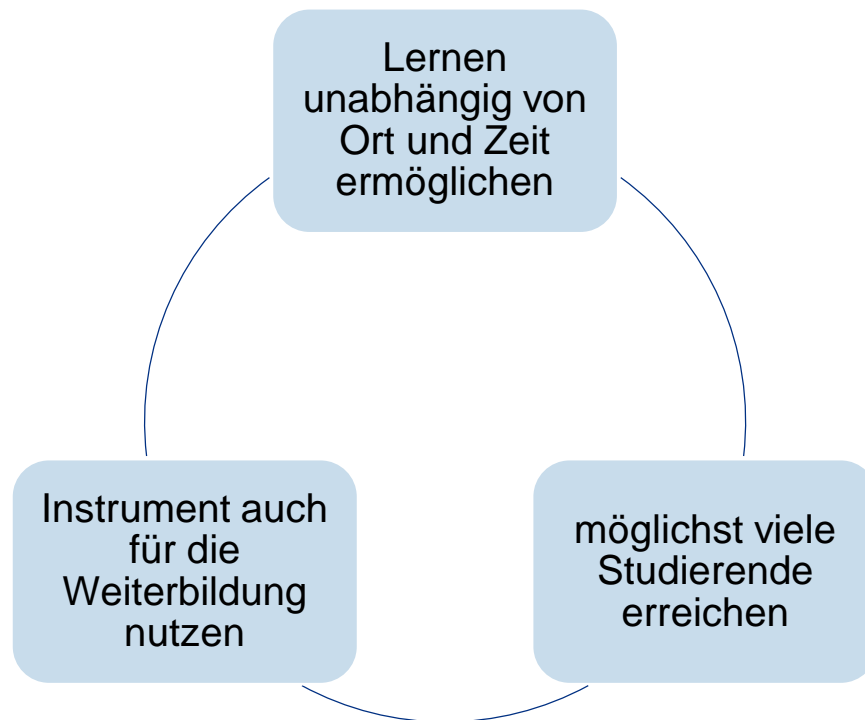 Lernen
unabhängig von
Ort und Zeit
ermöglichen
Instrument auch
für die
Weiterbildung
nutzen
möglichst viele
Studierende
erreichen